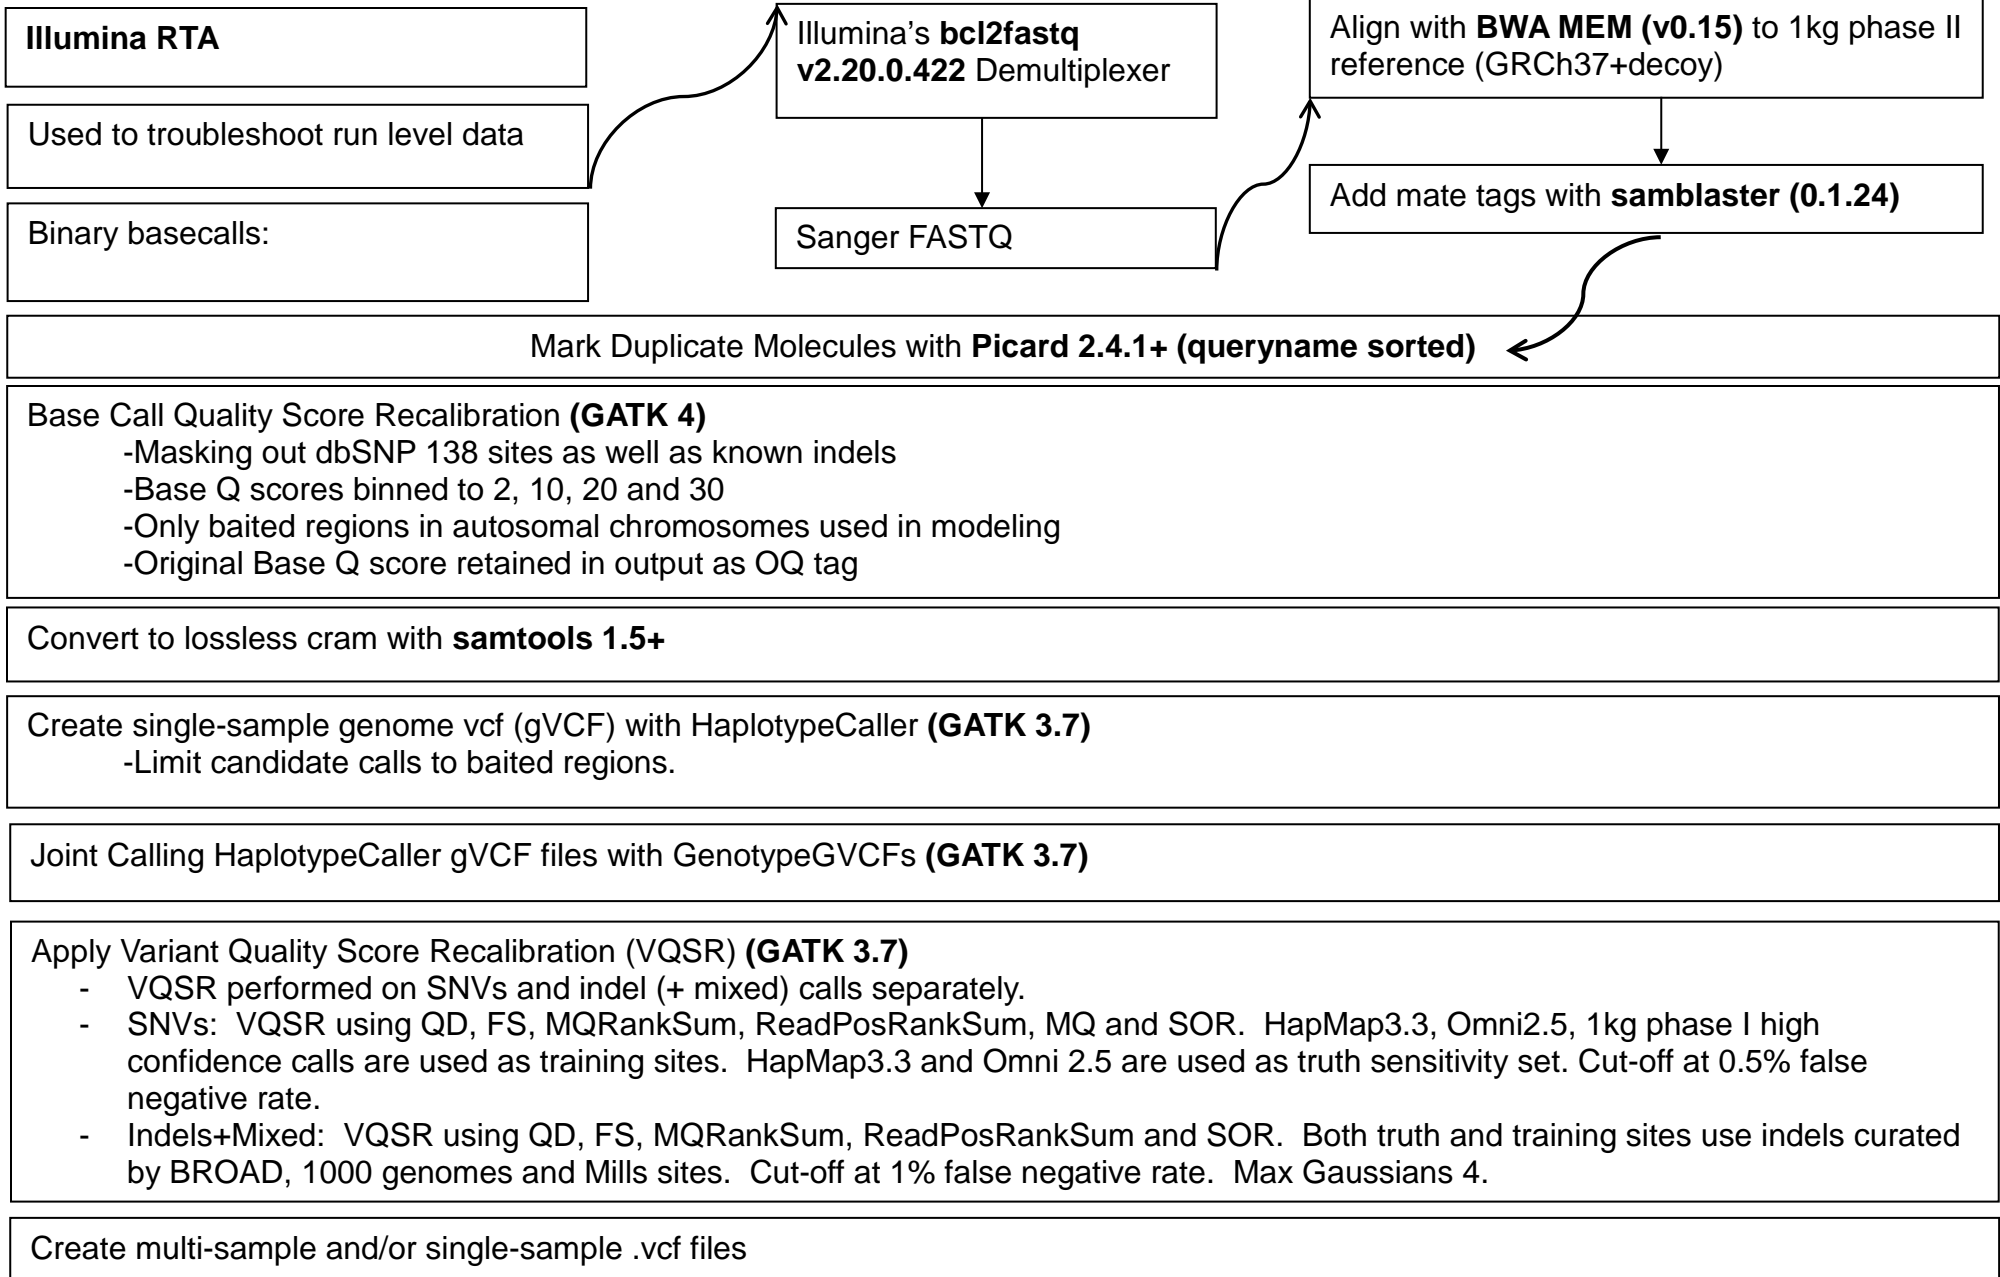 Illumina RTA
Used to troubleshoot run level data
Binary basecalls:
Illumina’s bcl2fastq
v2.20.0.422 Demultiplexer
Sanger FASTQ
Align with BWA MEM (v0.15) to 1kg phase II
reference (GRCh37+decoy)
Add mate tags with samblaster (0.1.24)
Mark Duplicate Molecules with Picard 2.4.1+ (queryname sorted)
Base Call Quality Score Recalibration (GATK 4)
-Masking out dbSNP 138 sites as well as known indels
-Base Q scores binned to 2, 10, 20 and 30
-Only baited regions in autosomal chromosomes used in modeling
-Original Base Q score retained in output as OQ tag
Convert to lossless cram with samtools 1.5+
Create single-sample genome vcf (gVCF) with HaplotypeCaller (GATK 3.7)
-Limit candidate calls to baited regions.
Joint Calling HaplotypeCaller gVCF files with GenotypeGVCFs (GATK 3.7)
Apply Variant Quality Score Recalibration (VQSR) (GATK 3.7)
- VQSR performed on SNVs and indel (+ mixed) calls separately.
- SNVs: VQSR using QD, FS, MQRankSum, ReadPosRankSum, MQ and SOR. HapMap3.3, Omni2.5, 1kg phase I high
confidence calls are used as training sites. HapMap3.3 and Omni 2.5 are used as truth sensitivity set. Cut-off at 0.5% false
negative rate.
- Indels+Mixed: VQSR using QD, FS, MQRankSum, ReadPosRankSum and SOR. Both truth and training sites use indels curated
by BROAD, 1000 genomes and Mills sites. Cut-off at 1% false negative rate. Max Gaussians 4.
Create multi-sample and/or single-sample .vcf files